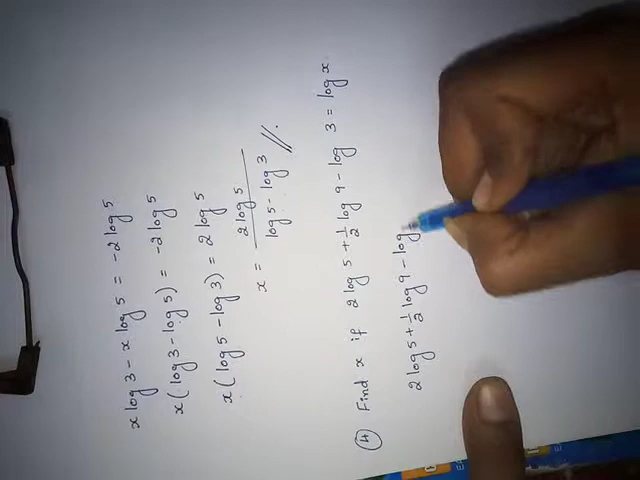 x log 3 - x log 5 = -2 log 5
x (log 3 - log 5) = -2 log 5
x (log 5 - log 3) = 2 log 5
x = 2 log 5 / log 5 - log 3 //.
④ Find x if 2 log 5 + 1/2 log 9 - log 3 = log x
2 log 5 + 1/2 log 9 - log